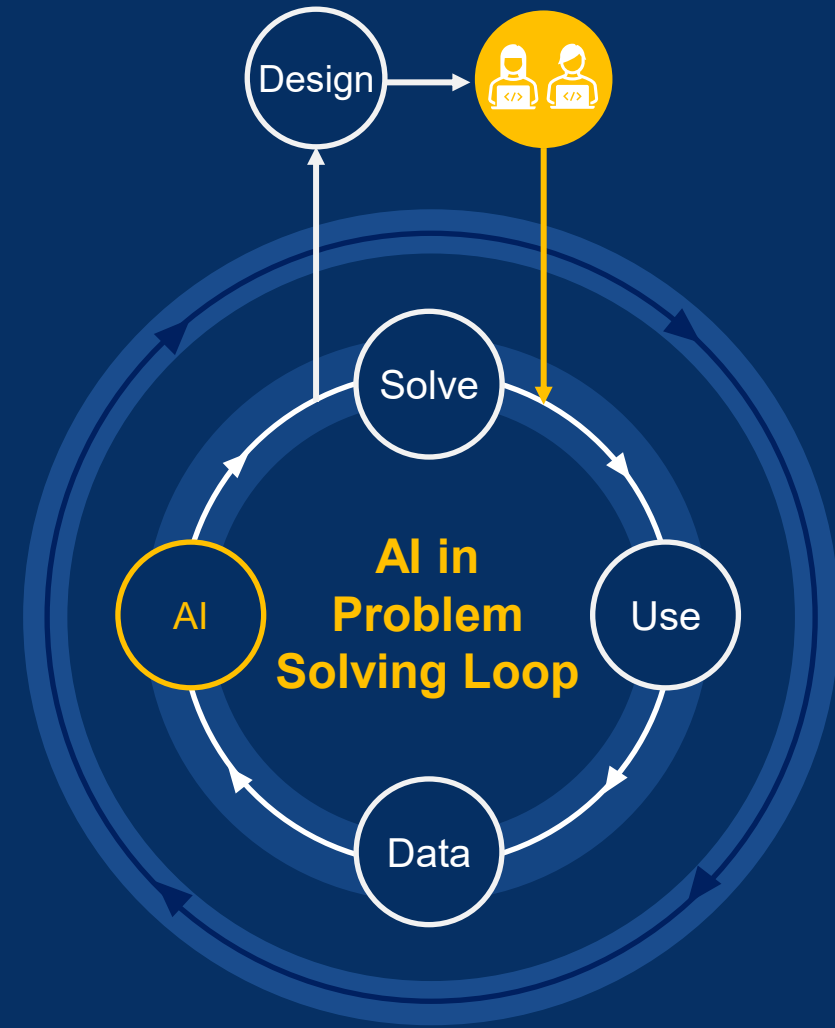 Design
</>
</>
Solve
AI
AI in
Problem
Solving Loop
Use
Data